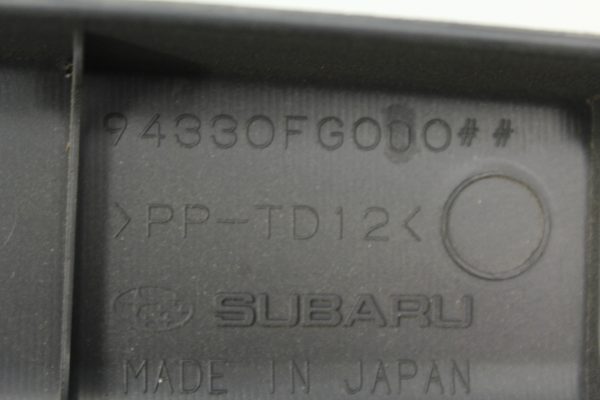 94330FG000##
>PP-TD12<
SUBARU
MADE IN JAPAN